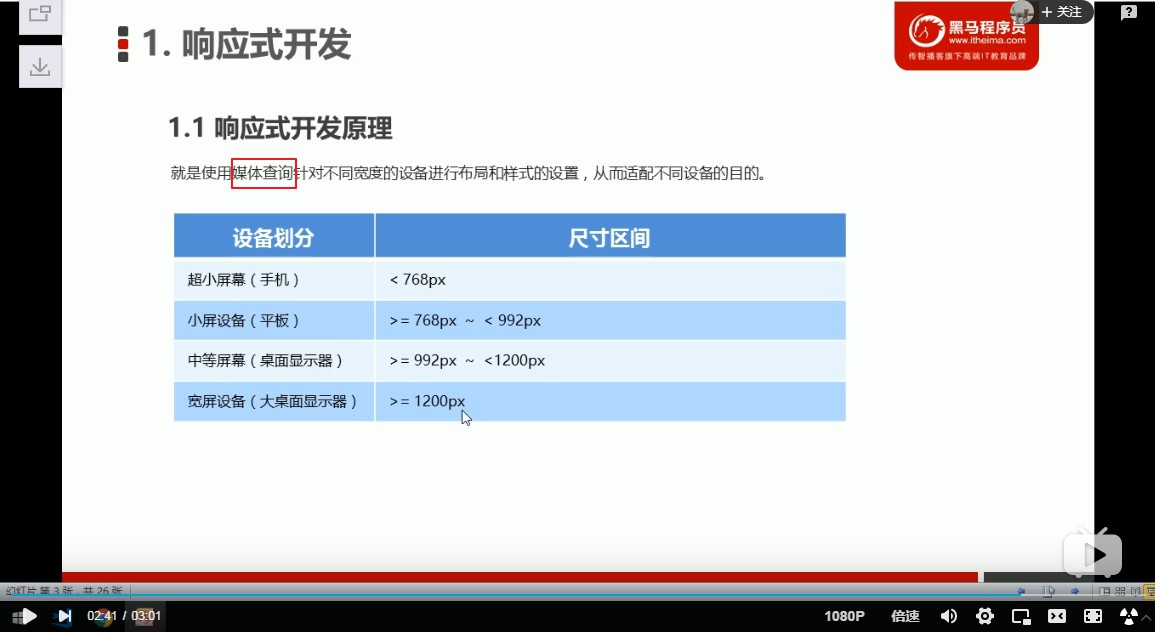 + 关注
1. 响应式开发
黑马程序员
www.itheima.com
传智播客旗下高端IT教育品牌
1.1 响应式开发原理
就是使用媒体查询针对不同宽度的设备进行布局和样式的设置，从而适配不同设备的目的。
设备划分 尺寸区间
超小屏幕（手机） < 768px
小屏设备（平板） >= 768px ~ < 992px
中等屏幕（桌面显示器） >= 992px ~ <1200px
宽屏设备（大桌面显示器） >= 1200px
幻灯片 第 3 张，共 26 张
02:41 / 03:01 1080P 倍速